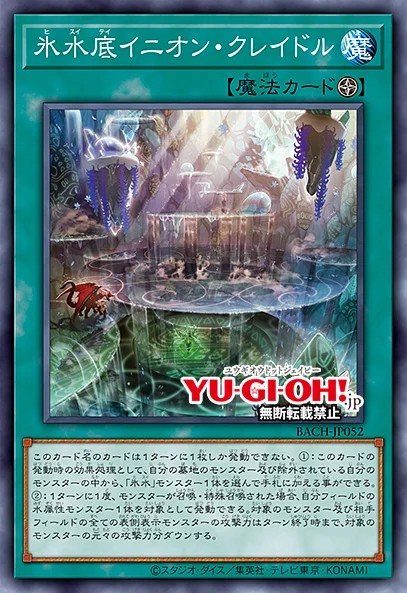 氷水底イニオン・クレイドル
魔
【魔法カード】
ユウギオウドットジェイピー
YU-GI-OH!.jp
無断転載禁止
BACH-JP052
このカード名のカードは1ターンに1枚しか発動できない。①:このカードの
発動時の効果処理として、自分の墓地のモンスター及び除外されている自分の
モンスターの中から、「氷水」モンスター1体を選んで手札に加える事ができる。
②:1ターンに1度、モンスターが召喚・特殊召喚された場合、自分フィールドの
水属性モンスター1体を対象として発動できる。対象のモンスター及び相手
フィールドの全ての表側表示モンスターの攻撃力はターン終了時まで、対象の
モンスターの元々の攻撃力分ダウンする。
©スタジオ・ダイス/集英社・テレビ東京・KONAMI